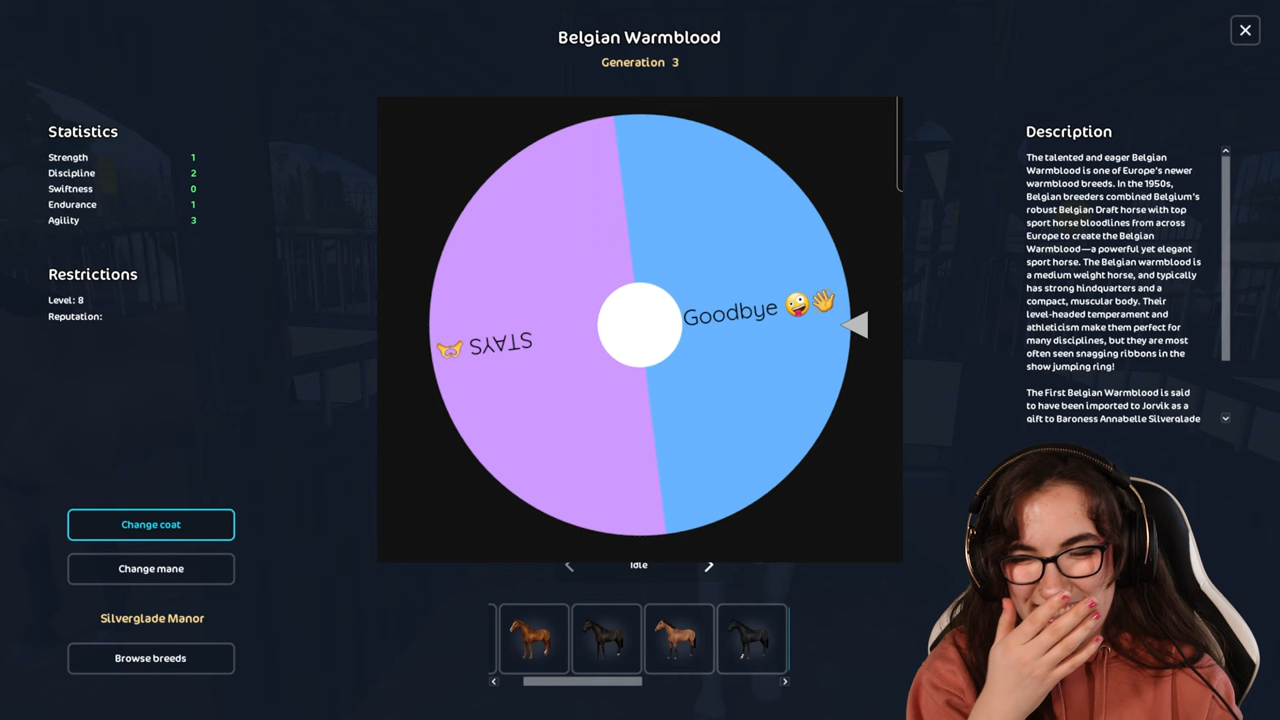 Belgian Warmblood
Generation 3
Statistics
Strength 1
Discipline 2
Swiftness 0
Endurance 1
Agility 3
Restrictions
Level: 8
Reputation:
Goodbye 🤪👋
STAYS
Description
The talented and eager Belgian
Warmblood is one of Europe's newer
warmblood breeds. In the 1950s,
Belgian breeders combined Belgium's
robust Belgian Draft horse with top
sport horse bloodlines from across
Europe to create the Belgian
Warmblood—a powerful yet elegant
sport horse. The Belgian warmblood is
a medium weight horse, and typically
has strong hindquarters and a
compact, muscular body. Their
level-headed temperament and
athleticism make them perfect for
many disciplines, but they are most
often seen snagging ribbons in the
show jumping ring!
The First Belgian Warmblood is said
to have been imported to Jorvik as a
gift to Baroness Annabelle Silverglade
Change coat
Change mane
Silverglade Manor
Browse breeds
Idle